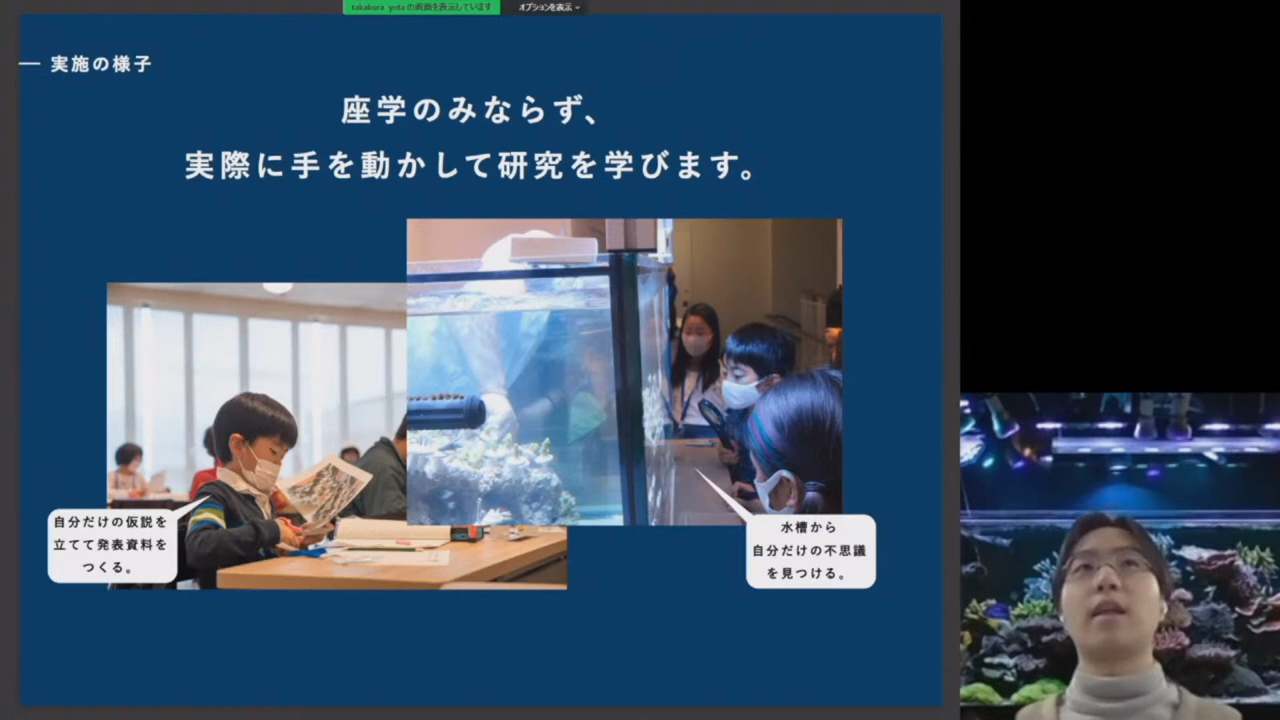 takakura yota の画面を表示しています
オプションを表示
実施の様子
座学のみならず、
実際に手を動かして研究を学びます。
自分だけの仮説を
立てて発表資料を
つくる。
水槽から
自分だけの不思議
を見つける。